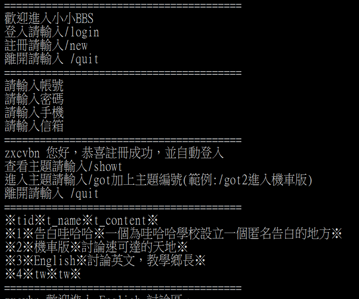 ========================================
歡迎進入小小BBS
登入請輸入/login
註冊請輸入/new
離開請輸入 /quit
========================================
請輸入帳號
請輸入密碼
請輸入手機
請輸入信箱
========================================
zxcvbn 您好，恭喜註冊成功，並自動登入
查看主題請輸入/showt
進入主題請輸入/got加上主題編號(範例:/got2進入機車版)
離開請輸入 /quit
========================================
※tid※t_name※t_content※
※1※告白哇哈哈※一個為哇哈哈學校設立一個匿名告白的地方※
※2※機車版※討論速可達的天地※
※3※English※討論英文，教學鄉長※
※4※tw※tw※
========================================